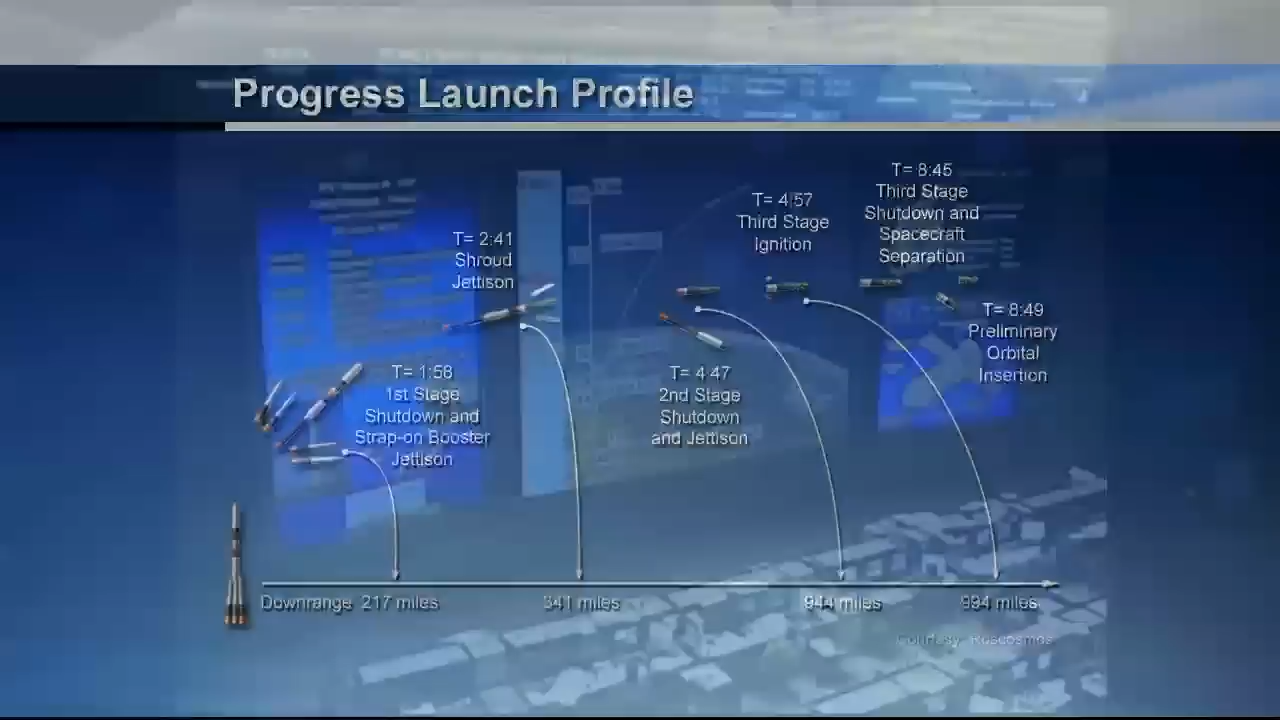 Progress Launch Profile
T= 8:45
Third Stage
Shutdown and
Spacecraft
Separation
T= 4:57
Third Stage
Ignition
T= 2:41
Shroud
Jettison
T= 8:49
Preliminary
Orbital
Insertion
T= 1:58
1st Stage
Shutdown and
Strap-on Booster
Jettison
T= 4:47
2nd Stage
Shutdown
and Jettison
Downrange 217 miles 341 miles 944 miles 994 miles
Courtesy: Roscosmos